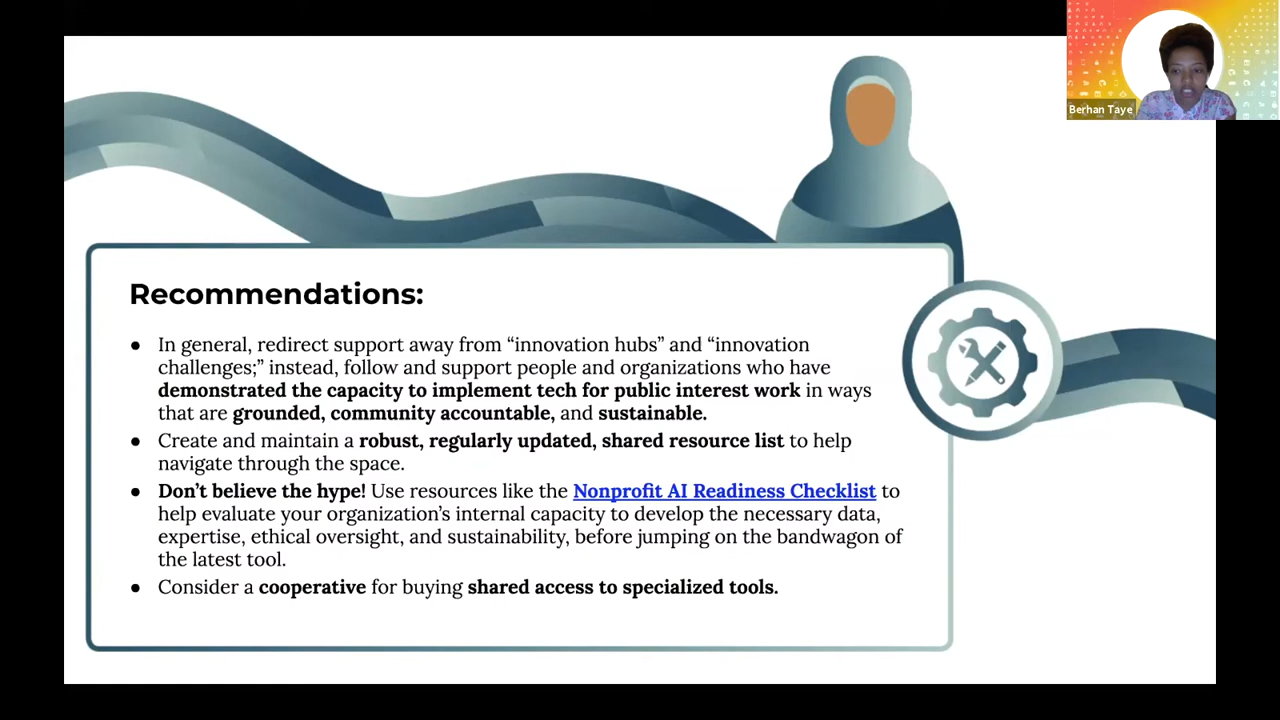 Berhan Taye
Recommendations:
● In general, redirect support away from “innovation hubs” and “innovation
challenges;” instead, follow and support people and organizations who have
demonstrated the capacity to implement tech for public interest work in ways
that are grounded, community accountable, and sustainable.
● Create and maintain a robust, regularly updated, shared resource list to help
navigate through the space.
● Don’t believe the hype! Use resources like the Nonprofit AI Readiness Checklist to
help evaluate your organization’s internal capacity to develop the necessary data,
expertise, ethical oversight, and sustainability, before jumping on the bandwagon of
the latest tool.
● Consider a cooperative for buying shared access to specialized tools.